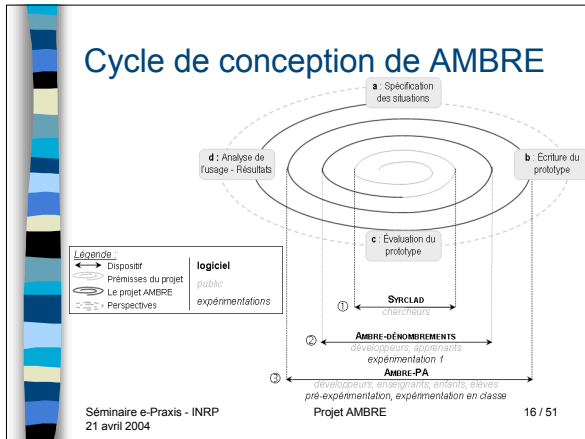 Cycle de conception de AMBRE
a : Spécification
des situations
d : Analyse de
l'usage - Résultats
b : Écriture du
prototype
c : Évaluation du
prototype
Légende :
Dispositif
Prémisses du projet
Le projet AMBRE
Perspectives
logiciel
public
expérimentations
①
SYRCLAD
chercheurs
②
AMBRE-DÉNOMBREMENTS
développeurs, apprenants
expérimentation 1
③
AMBRE-PA
développeurs, enseignants, enfants, élèves
pré-expérimentation, expérimentation en classe
Séminaire e-Praxis - INRP
21 avril 2004
Projet AMBRE
16 / 51